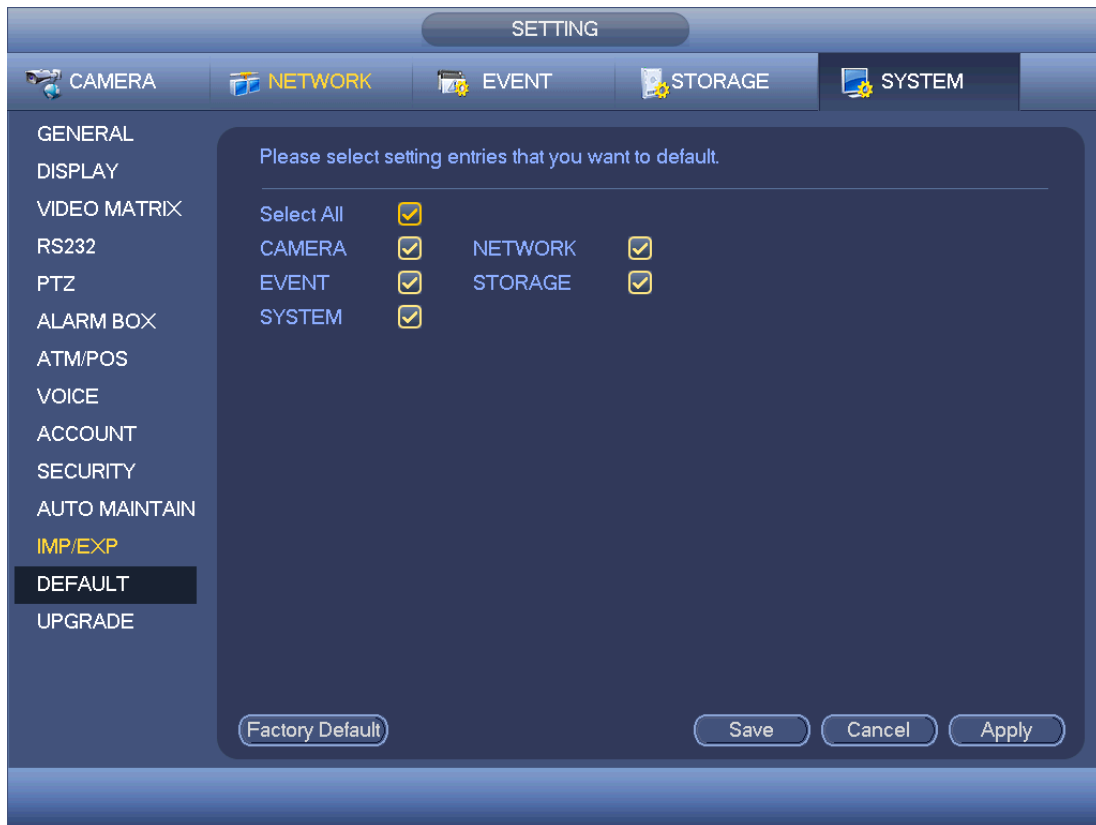 SETTING
CAMERA NETWORK EVENT STORAGE SYSTEM
GENERAL
DISPLAY
VIDEO MATRIX
RS232
PTZ
ALARM BOX
ATM/POS
VOICE
ACCOUNT
SECURITY
AUTO MAINTAIN
IMP/EXP
DEFAULT
UPGRADE
Please select setting entries that you want to default.
Select All
CAMERA NETWORK
EVENT STORAGE
SYSTEM
Factory Default Save Cancel Apply